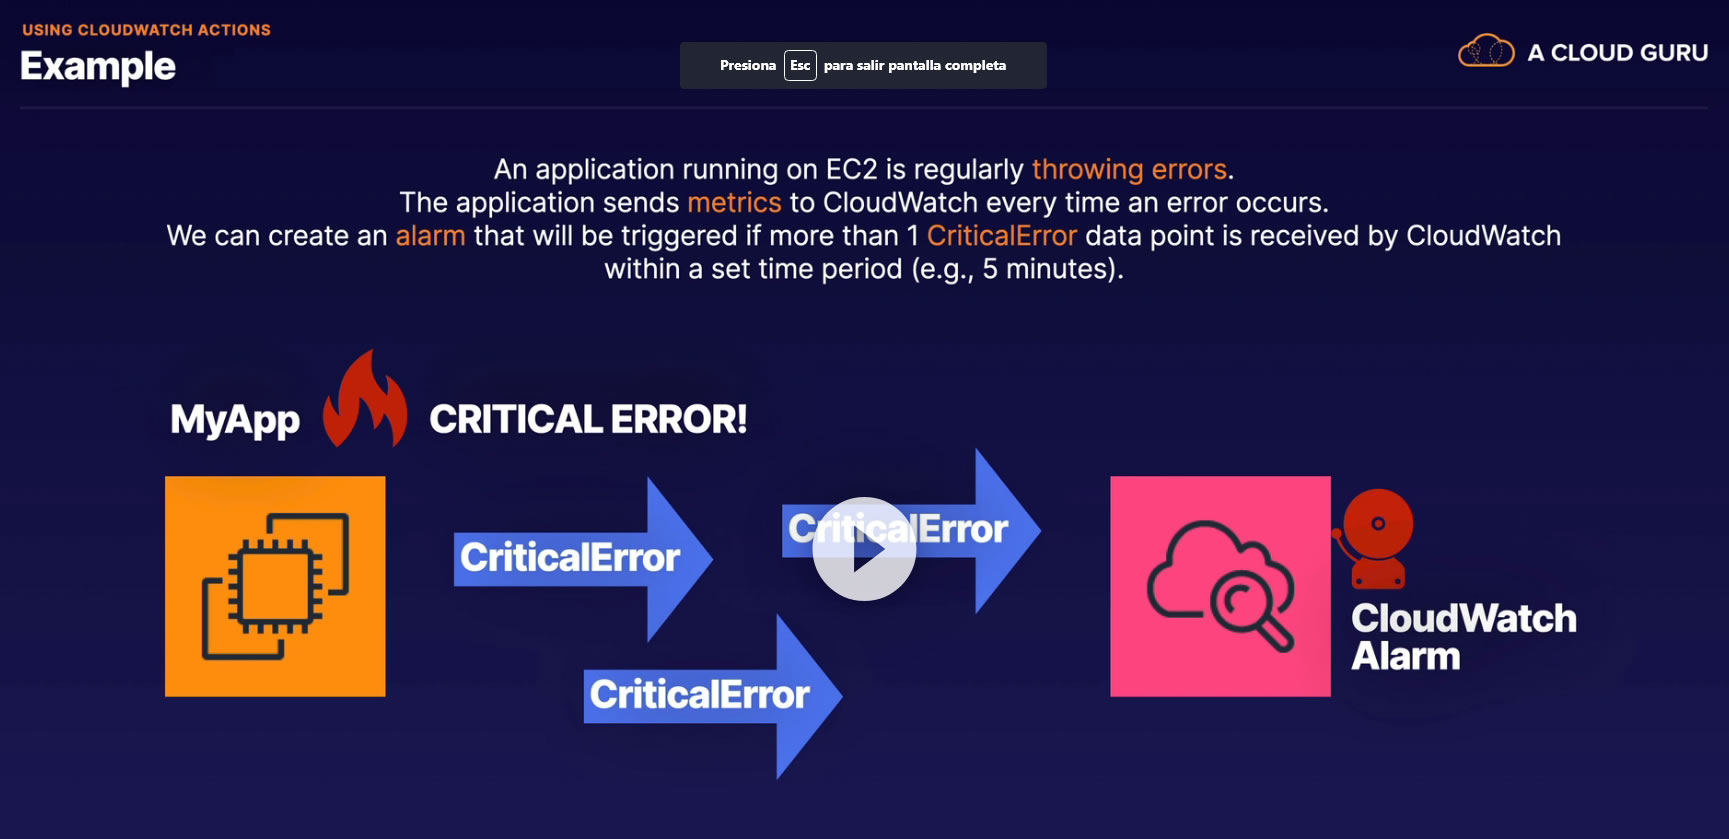 USING CLOUDWATCH ACTIONS
Example
Presiona Esc para salir pantalla completa
A CLOUD GURU
An application running on EC2 is regularly throwing errors.
The application sends metrics to CloudWatch every time an error occurs.
We can create an alarm that will be triggered if more than 1 CriticalError data point is received by CloudWatch
within a set time period (e.g., 5 minutes).
MyApp
CRITICAL ERROR!
CriticalError
CriticalError
CriticalError
CloudWatch
Alarm